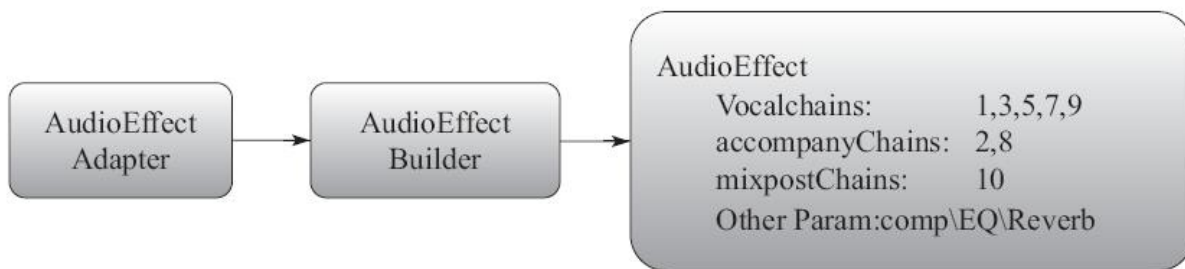 AudioEffect
Adapter
AudioEffect
Builder
AudioEffect
Vocalchains: 1,3,5,7,9
accompanyChains: 2,8
mixpostChains: 10
Other Param:comp\EQ\Reverb